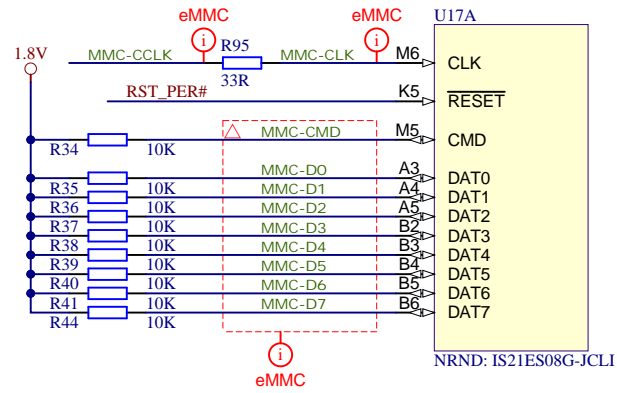 eMMC
eMMC
U17A
1.8V
MMC-CCLK
R95
MMC-CLK
M6
CLK
33R
RST_PER#
K5
RESET
MMC-CMD
M5
CMD
R34
10K
MMC-D0
A3
DAT0
R35
10K
MMC-D1
A4
DAT1
R36
10K
MMC-D2
A5
DAT2
R37
10K
MMC-D3
B2
DAT3
R38
10K
MMC-D4
B3
DAT4
R39
10K
MMC-D5
B4
DAT5
R40
10K
MMC-D6
B5
DAT6
R41
10K
MMC-D7
B6
DAT7
R44
10K
NRND: IS21ES08G-JCLI
eMMC